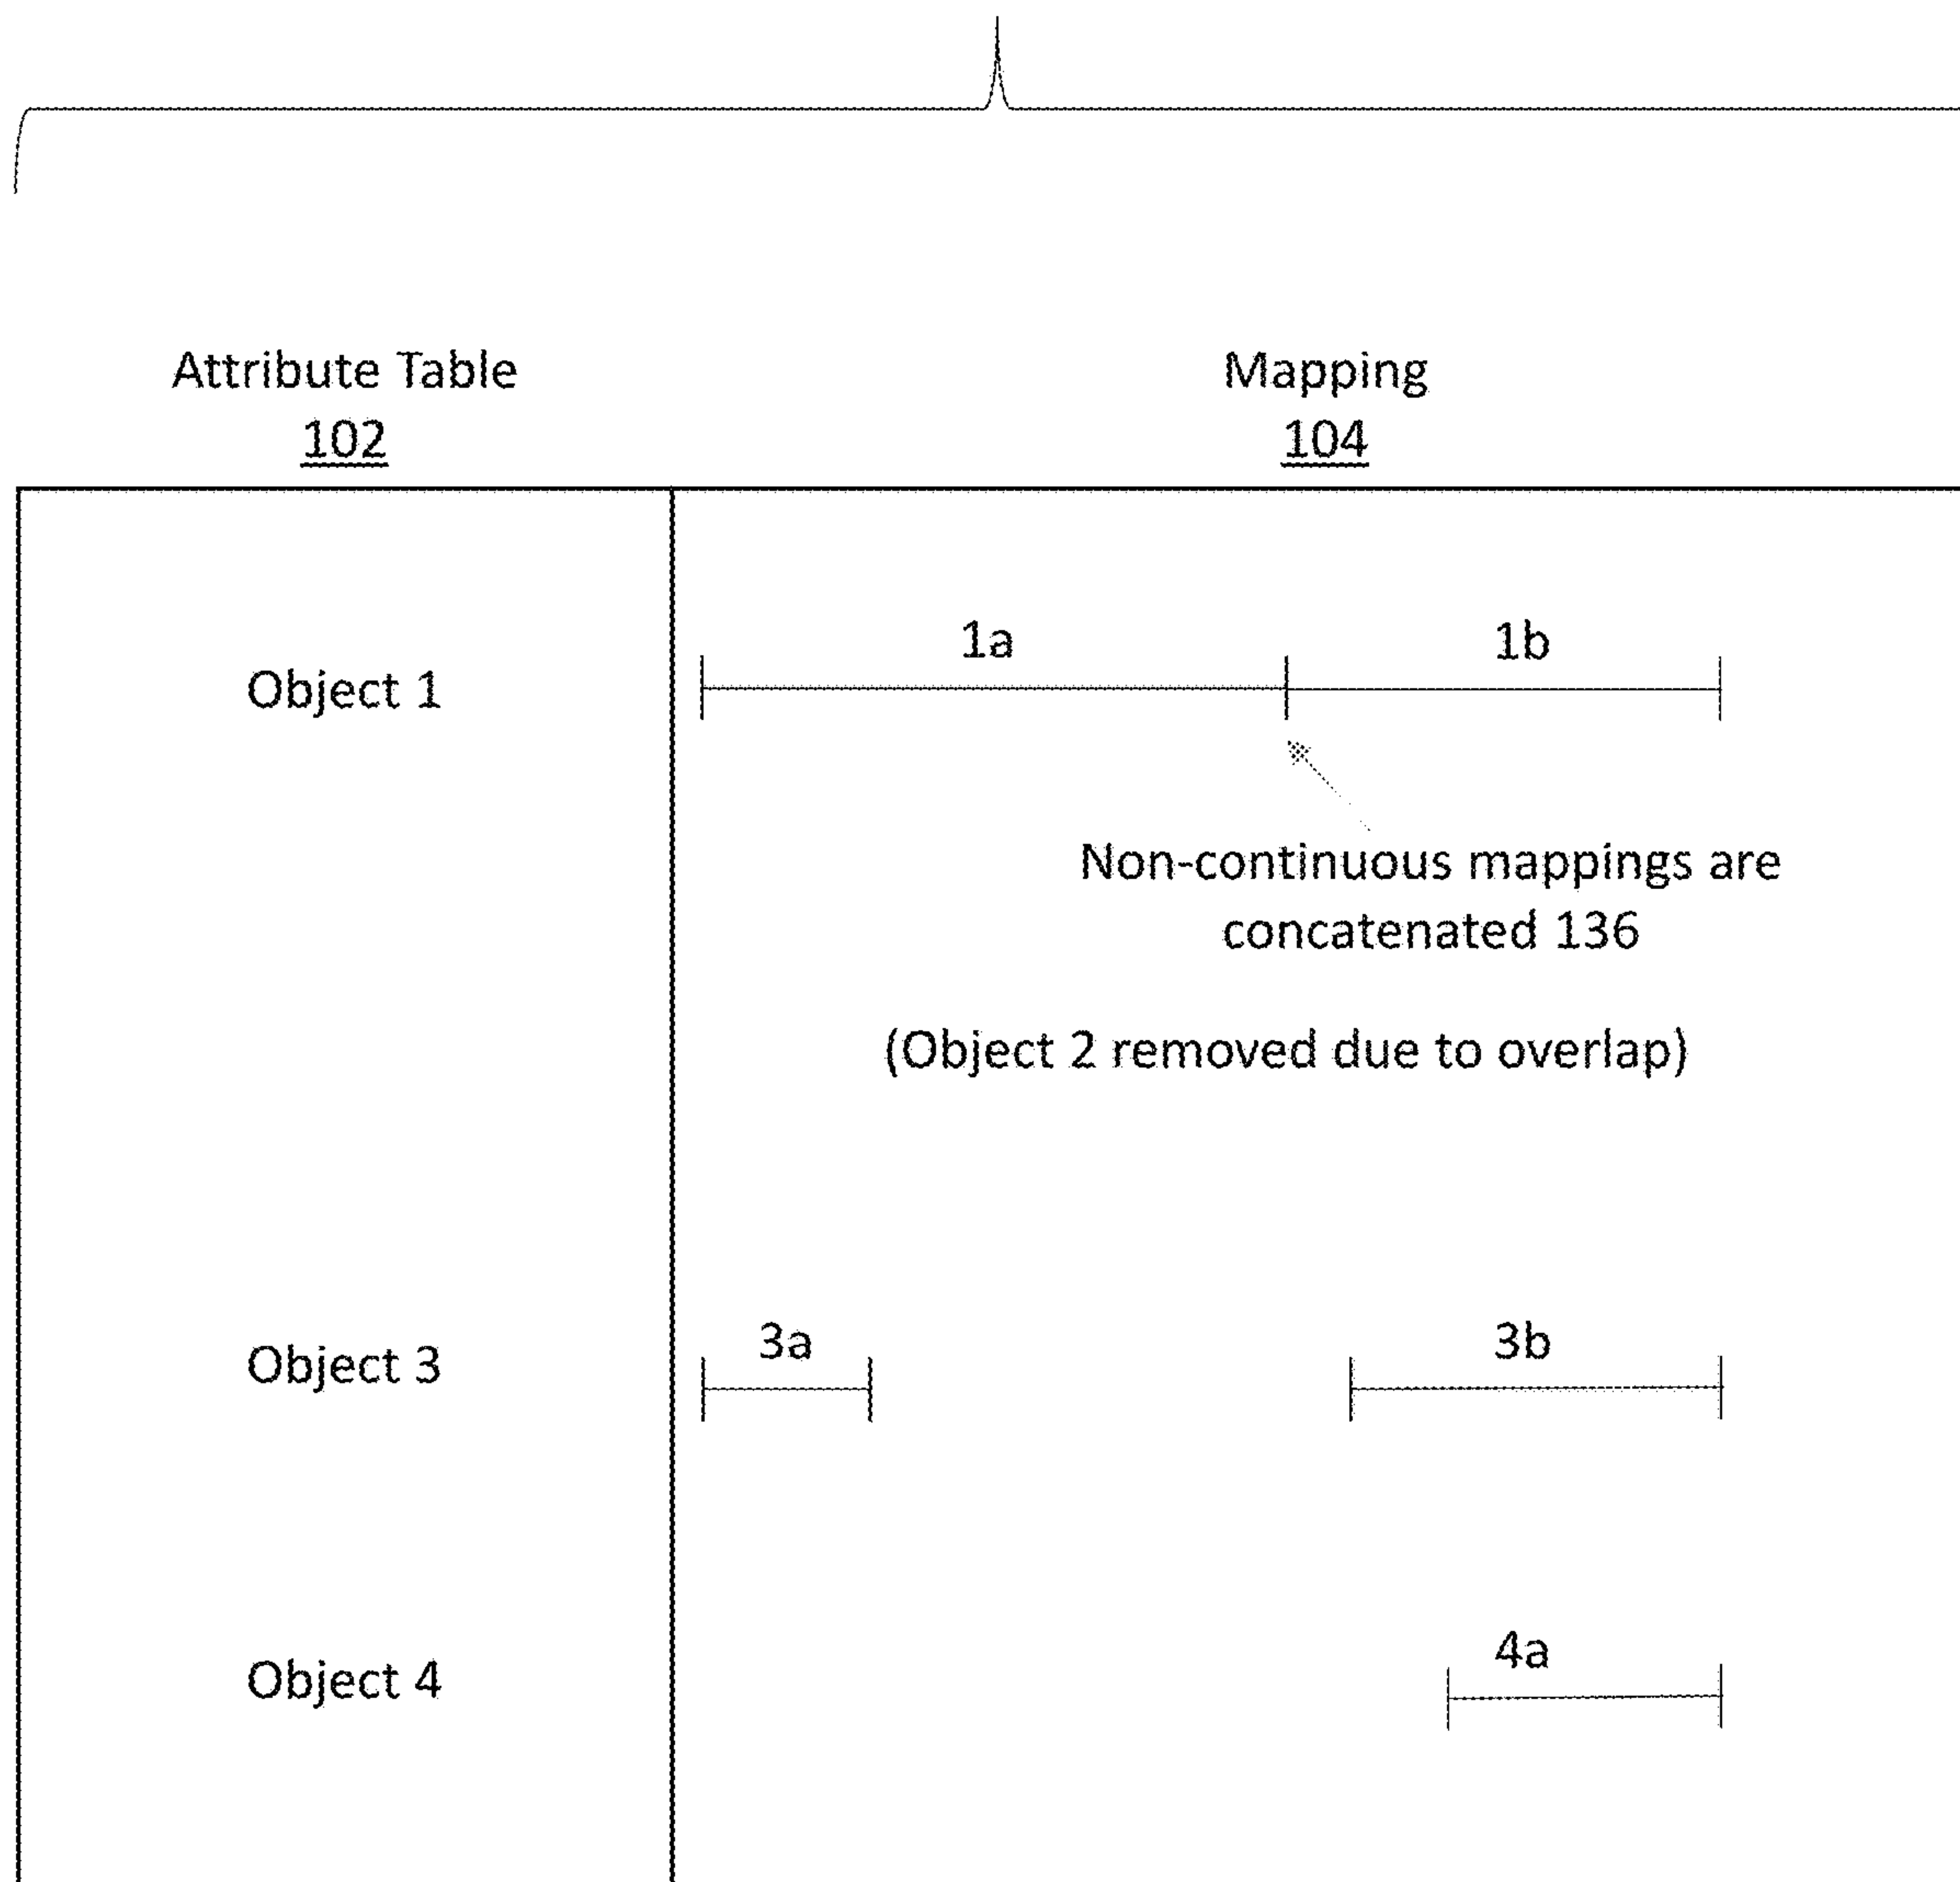 Attribute Table
102
Mapping
104
Object 1
1a
1b
Non-continuous mappings are
concatenated 136
(Object 2 removed due to overlap)
Object 3
3a
3b
Object 4
4a